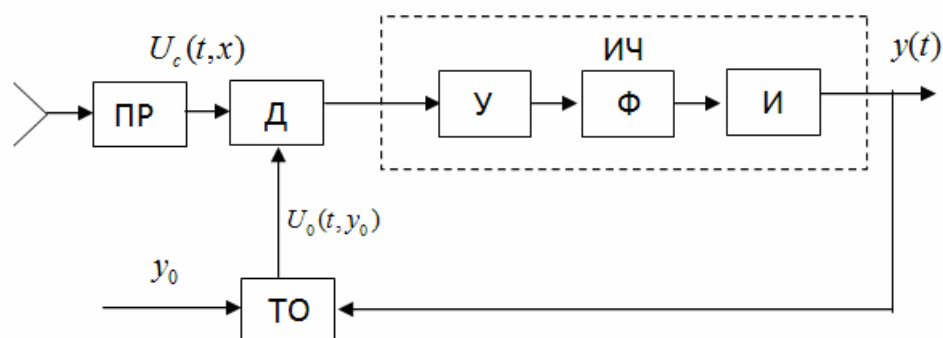 U_c(t,x)
ИЧ
y(t)
ПР
Д
У
Ф
И
U_0(t,y_0)
y_0
ТО